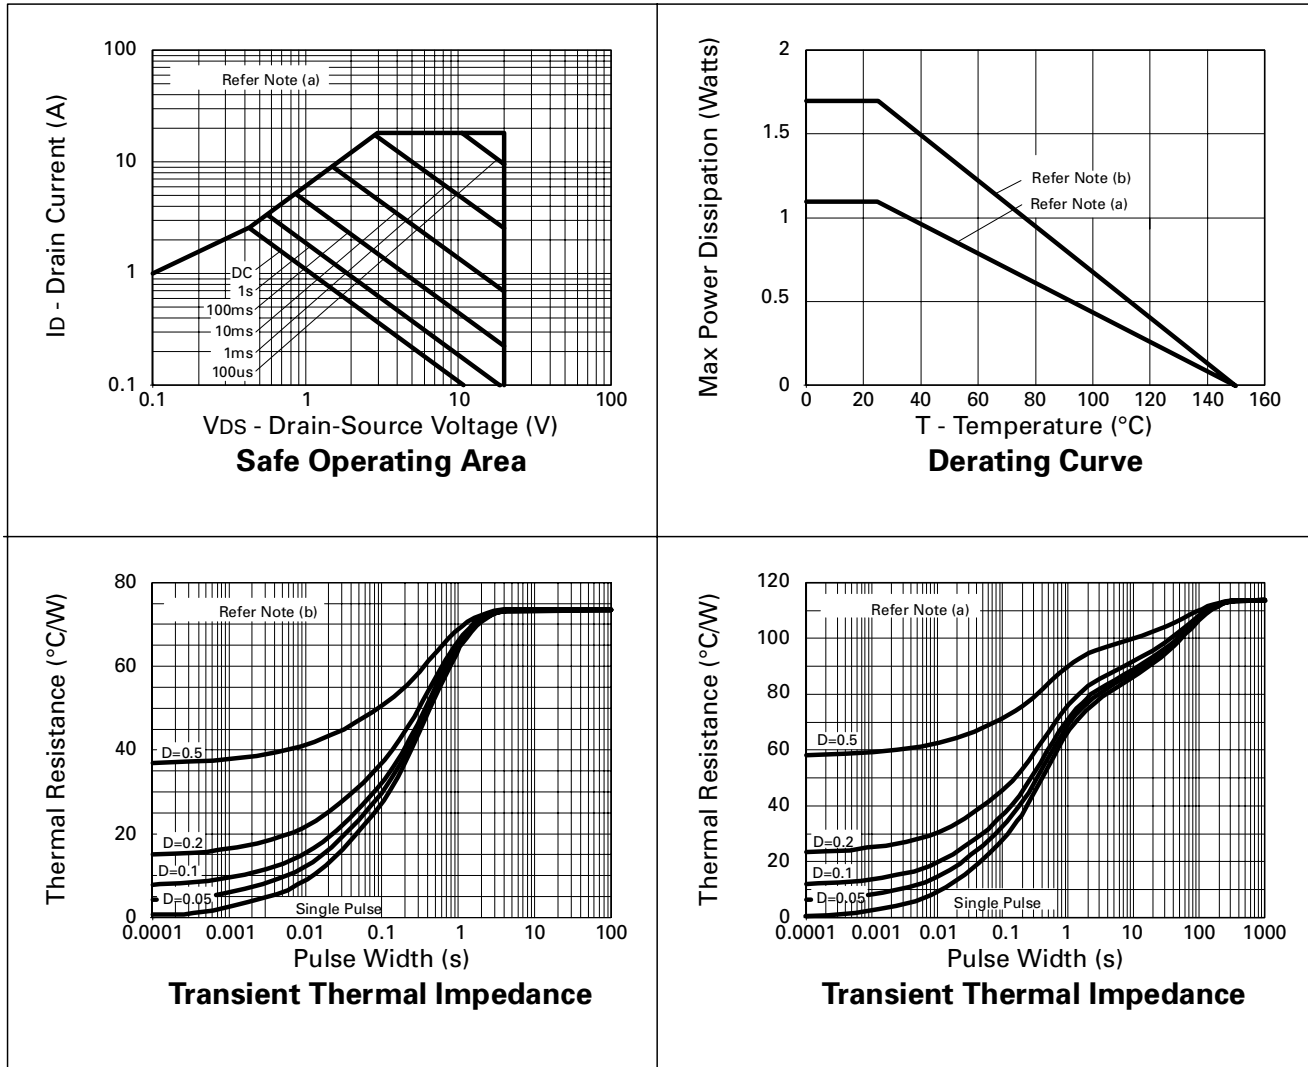 100
10
1
0.1
0.1
1
10
100
ID - Drain Current (A)
Refer Note (a)
DC
1s
100ms
10ms
1ms
100us
VDS - Drain-Source Voltage (V)
Safe Operating Area
2
1.5
1
0.5
0
0
20
40
60
80
100
120
140
160
Max Power Dissipation (Watts)
Refer Note (b)
Refer Note (a)
T - Temperature (°C)
Derating Curve
80
60
40
20
0
0.0001
0.001
0.01
0.1
1
10
100
Thermal Resistance (°C/W)
Refer Note (b)
D=0.5
D=0.2
D=0.1
D=0.05
Single Pulse
Pulse Width (s)
Transient Thermal Impedance
120
100
80
60
40
20
0
0.0001
0.001
0.01
0.1
1
10
100
1000
Thermal Resistance (°C/W)
Refer Note (a)
D=0.5
D=0.2
D=0.1
D=0.05
Single Pulse
Pulse Width (s)
Transient Thermal Impedance